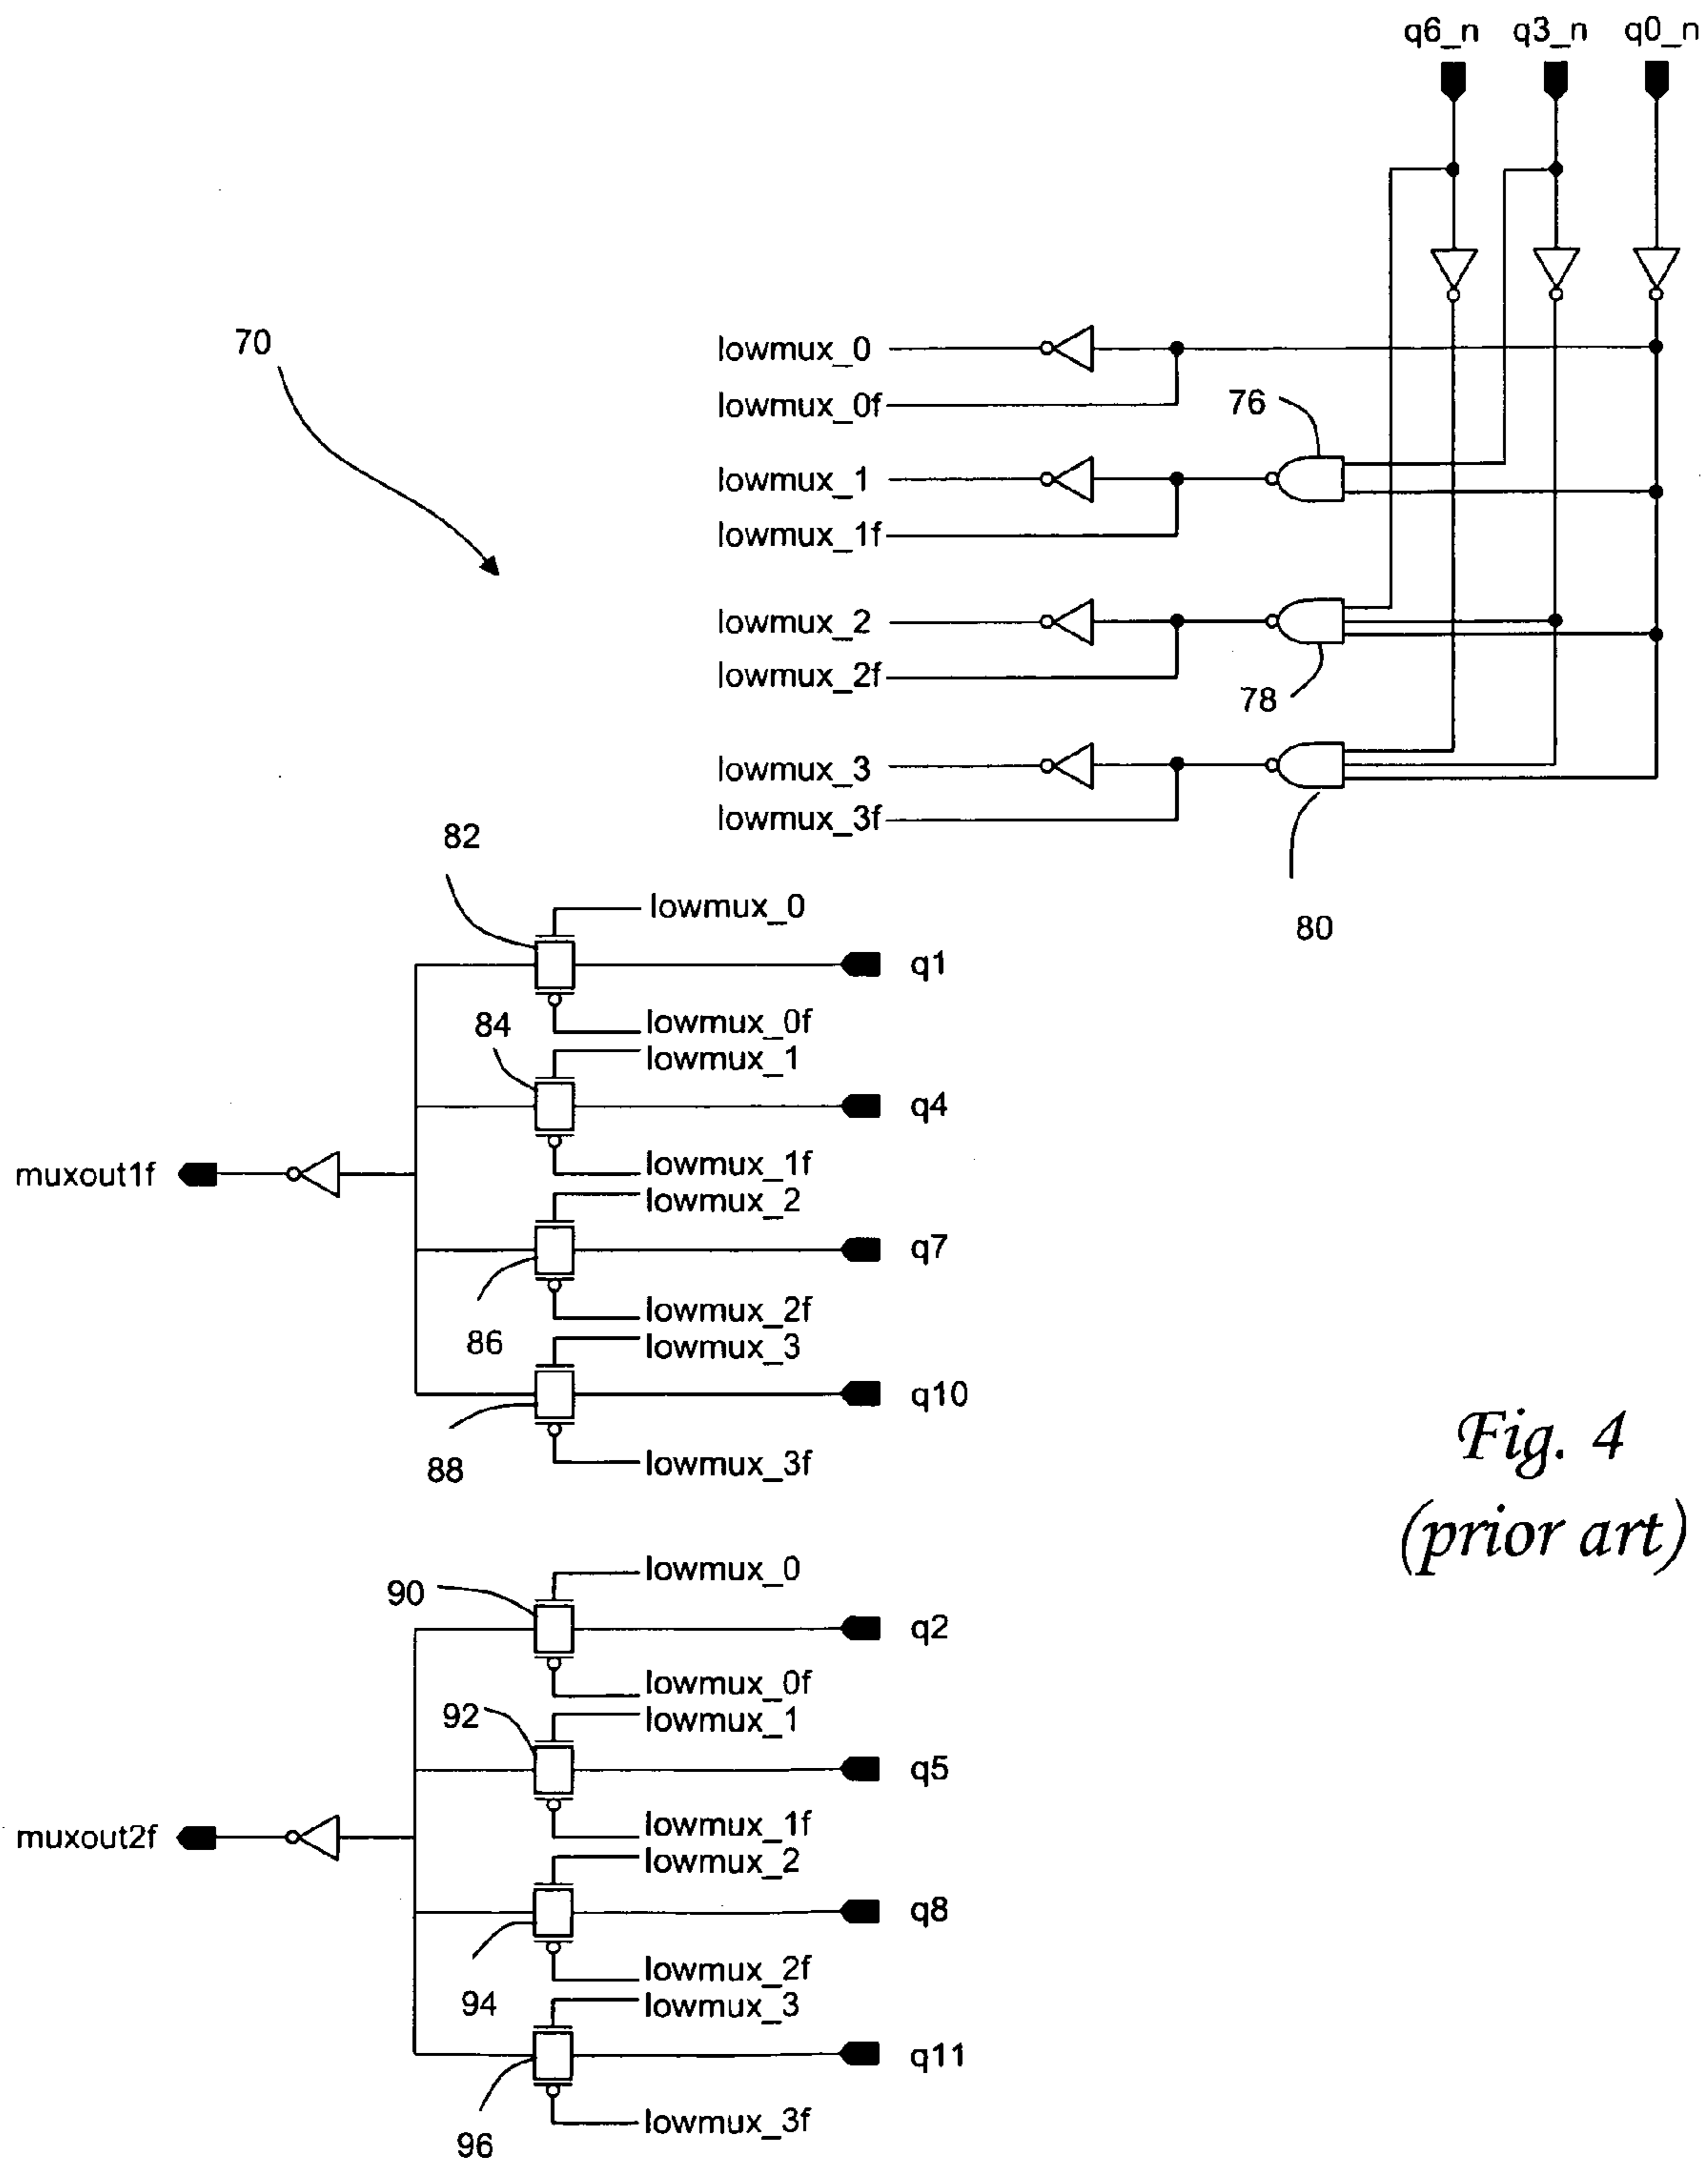 q6_n q3_n q0_n
70
lowmux_0
lowmux_0f
76
lowmux_1
lowmux_1f
lowmux_2
lowmux_2f
78
lowmux_3
lowmux_3f
80
82
lowmux_0
q1
lowmux_0f
84
lowmux_1
q4
lowmux_1f
muxout1f
lowmux_2
q7
lowmux_2f
86
lowmux_3
q10
lowmux_3f
88
Fig. 4
(prior art)
lowmux_0
90
q2
lowmux_0f
92
lowmux_1
q5
lowmux_1f
muxout2f
lowmux_2
q8
lowmux_2f
94
lowmux_3
q11
lowmux_3f
96